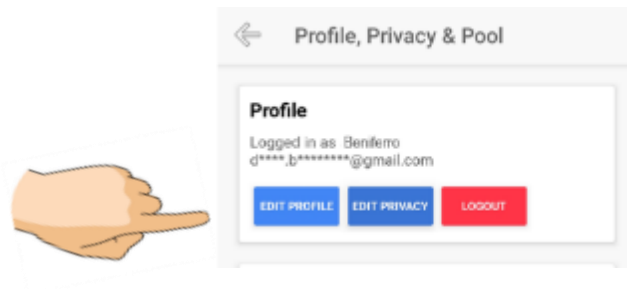 Profile, Privacy & Pool
Profile
Logged in as Beniferro
d****.b********@gmail.com
EDIT PROFILE EDIT PRIVACY LOGOUT